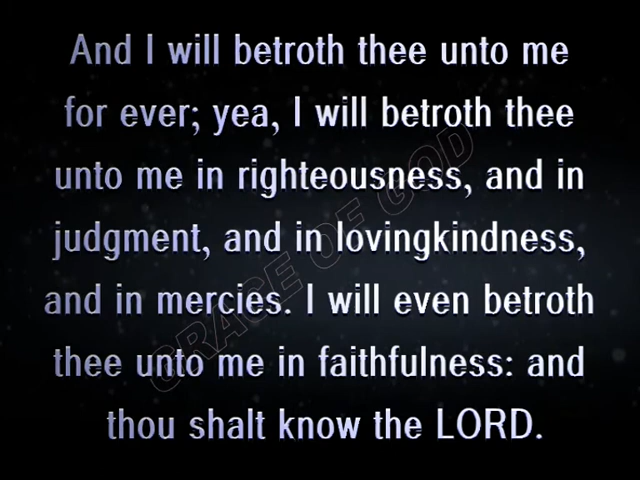 And I will betroth thee unto me
for ever; yea, I will betroth thee
unto me in righteousness, and in
judgment, and in lovingkindness,
and in mercies. I will even betroth
thee unto me in faithfulness: and
thou shalt know the LORD.
GRACE OF GOD